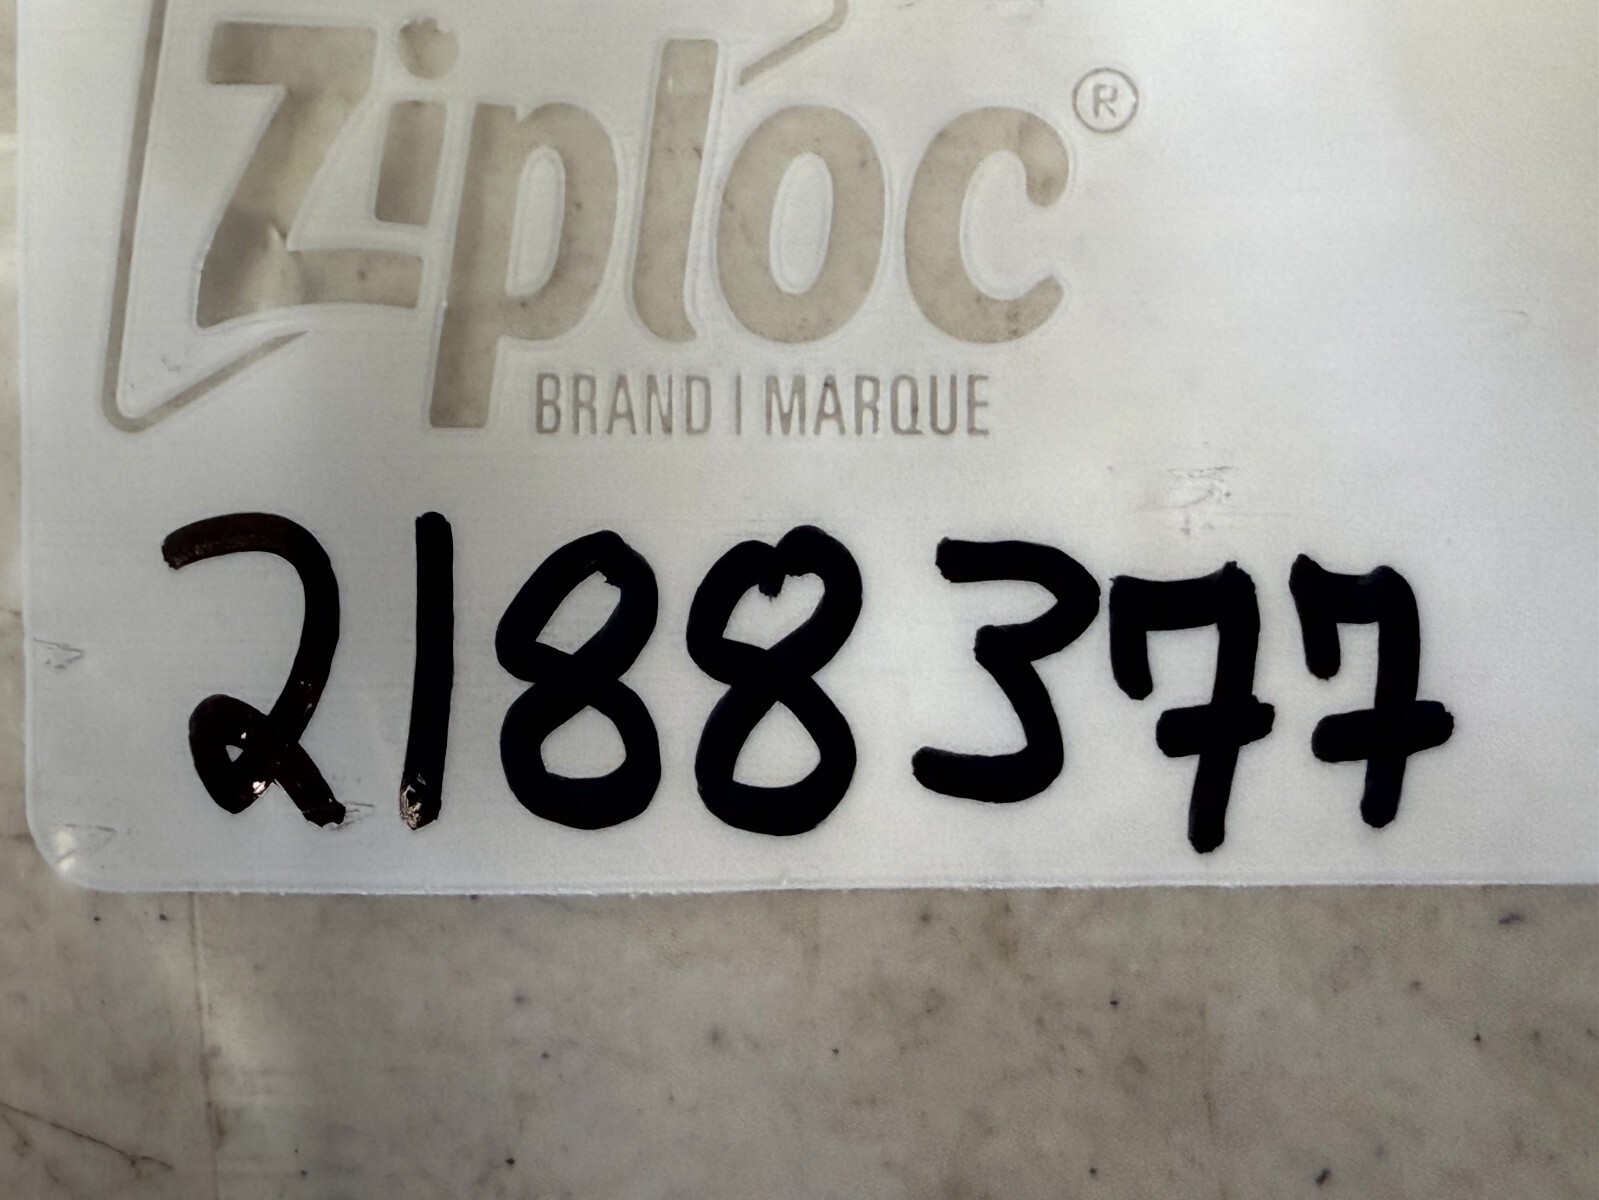 Ziploc®
BRAND | MARQUE
2188377